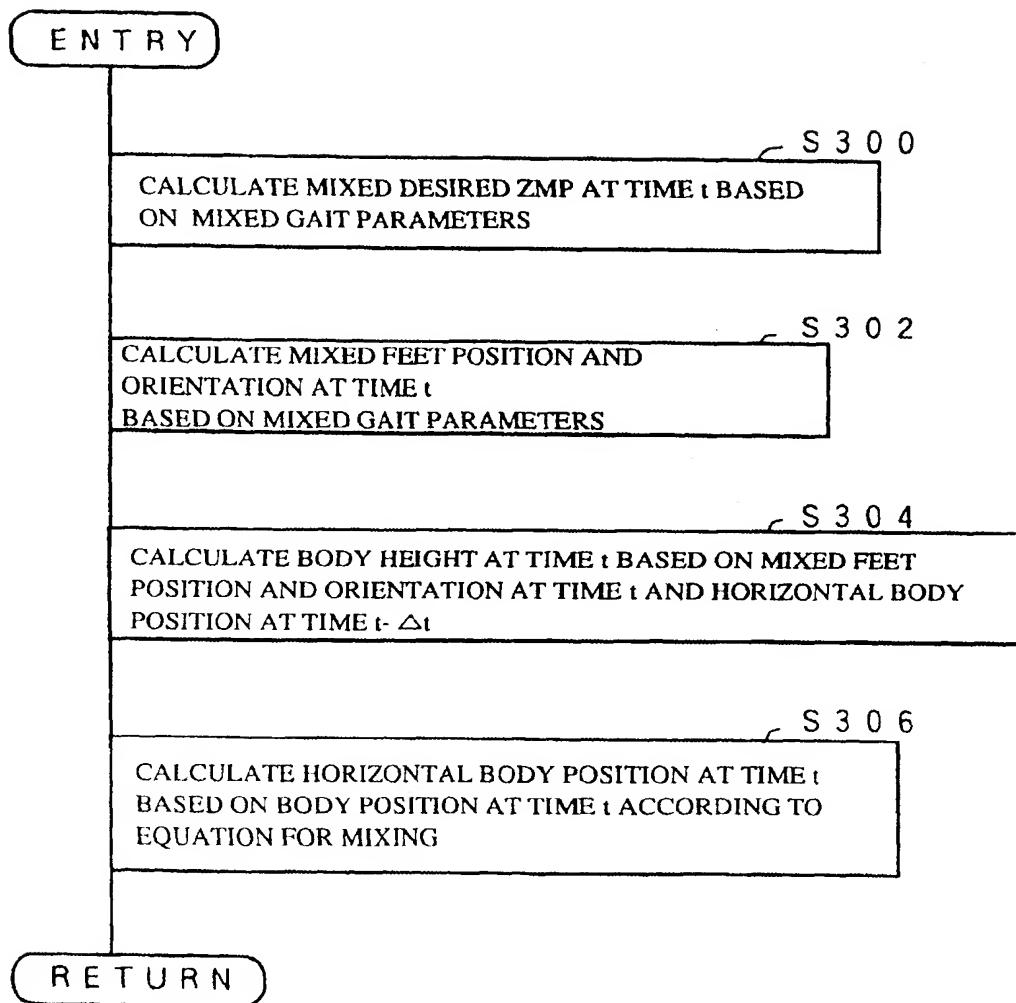 ENTRY
S300
CALCULATE MIXED DESIRED ZMP AT TIME t BASED
ON MIXED GAIT PARAMETERS
S302
CALCULATE MIXED FEET POSITION AND
ORIENTATION AT TIME t
BASED ON MIXED GAIT PARAMETERS
S304
CALCULATE BODY HEIGHT AT TIME t BASED ON MIXED FEET
POSITION AND ORIENTATION AT TIME t AND HORIZONTAL BODY
POSITION AT TIME t- Δt
S306
CALCULATE HORIZONTAL BODY POSITION AT TIME t
BASED ON BODY POSITION AT TIME t ACCORDING TO
EQUATION FOR MIXING
RETURN